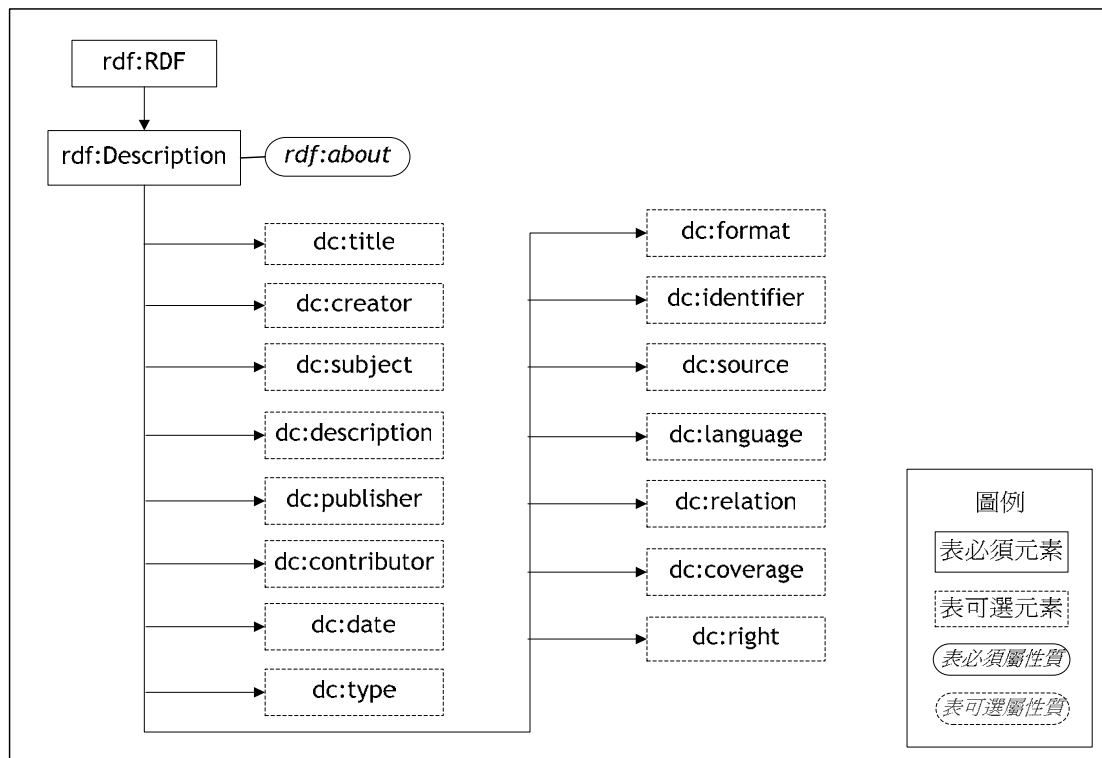 rdf:RDF
rdf:Description
rdf:about
dc:title
dc:creator
dc:subject
dc:description
dc:publisher
dc:contributor
dc:date
dc:type
dc:format
dc:identifier
dc:source
dc:language
dc:relation
dc:coverage
dc:right
圖例
表必須元素
表可選元素
表必須屬性質
表可選屬性質